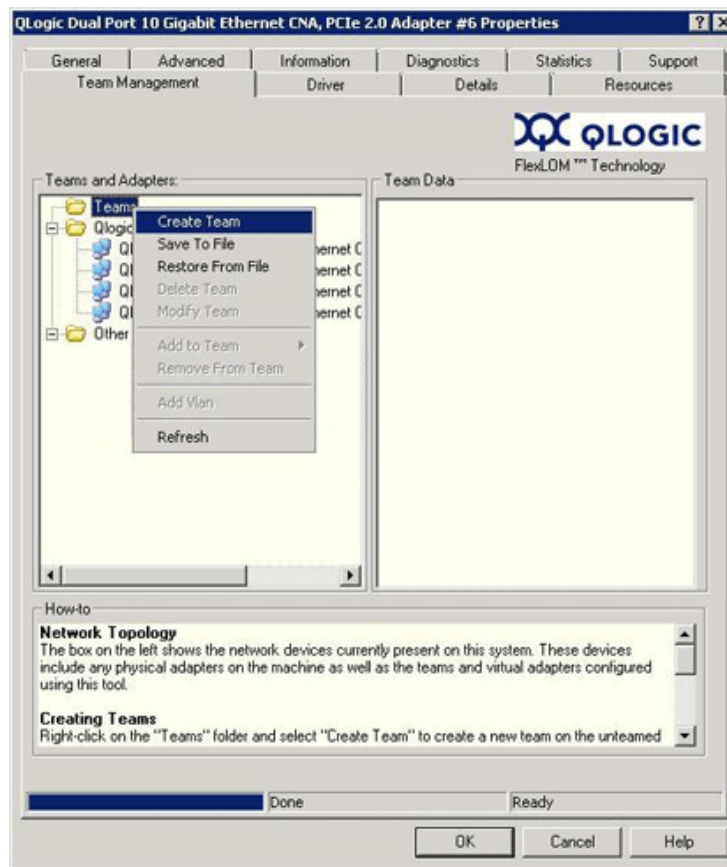 QLogic Dual Port 10 Gigabit Ethernet CNA, PCIe 2.0 Adapter #6 Properties
General Advanced Information Diagnostics Statistics Support
Team Management Driver Details Resources
QLOGIC
FlexLOM ™ Technology
Teams and Adapters:
Team Data
Teams
Qlogic
Other
Create Team
Save To File
Restore From File
Delete Team
Modify Team
Add to Team
Remove From Team
Add Vlan
Refresh
How-to
Network Topology
The box on the left shows the network devices currently present on this system. These devices
include any physical adapters on the machine as well as the teams and virtual adapters configured
using this tool.
Creating Teams
Right-click on the "Teams" folder and select "Create Team" to create a new team on the unteamed
Done Ready
OK Cancel Help